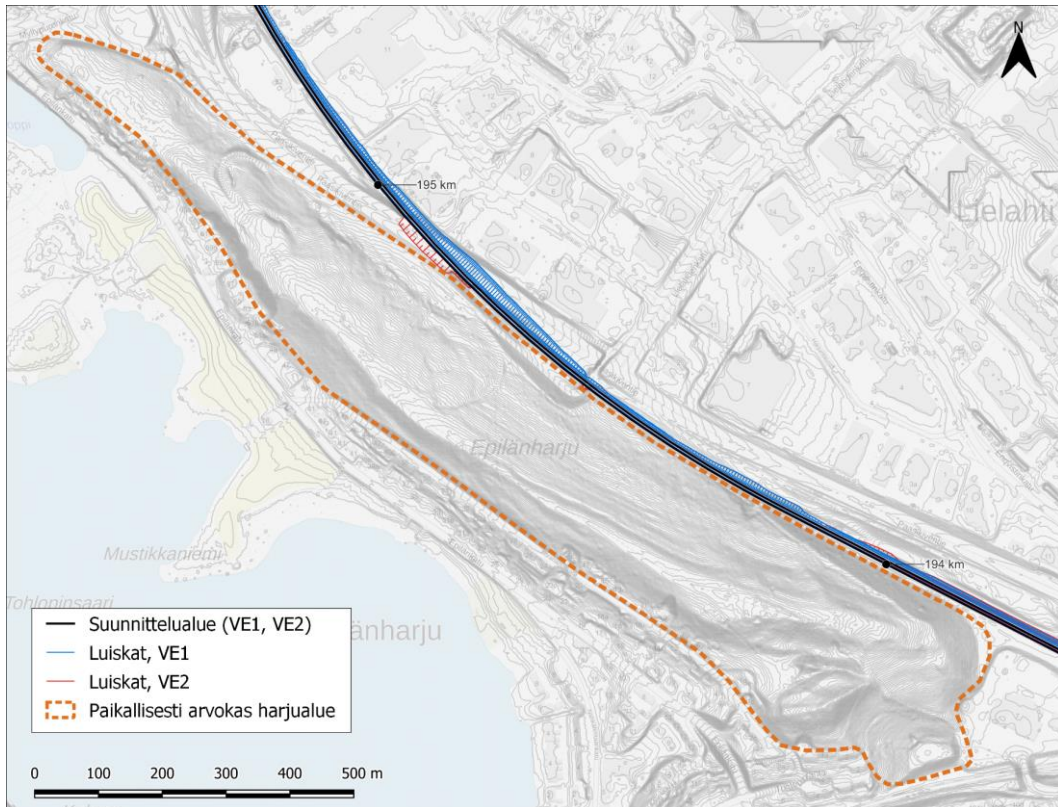 N
195 km
Lielahti
Epilänharju
Mustikkaniemi
194 km
Tohlopinsaari
änharju
Suunnittelualue (VE1, VE2)
Luiskat, VE1
Luiskat, VE2
Paikallisesti arvokas harjualue
0 100 200 300 400 500 m